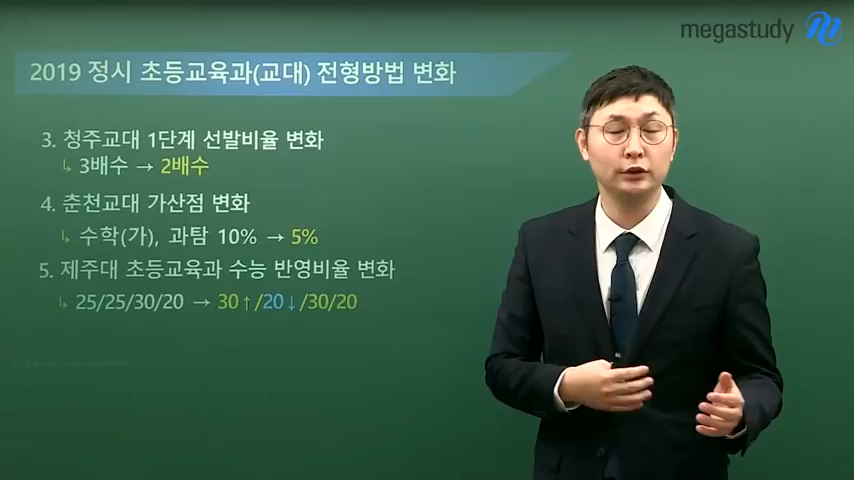 megastudy
2019 정시 초등교육과(교대) 전형방법 변화
3. 청주교대 1단계 선발비율 변화
↳ 3배수 → 2배수
4. 춘천교대 가산점 변화
↳ 수학(가), 과탐 10% → 5%
5. 제주대 초등교육과 수능 반영비율 변화
↳ 25/25/30/20 → 30↑/20↓/30/20